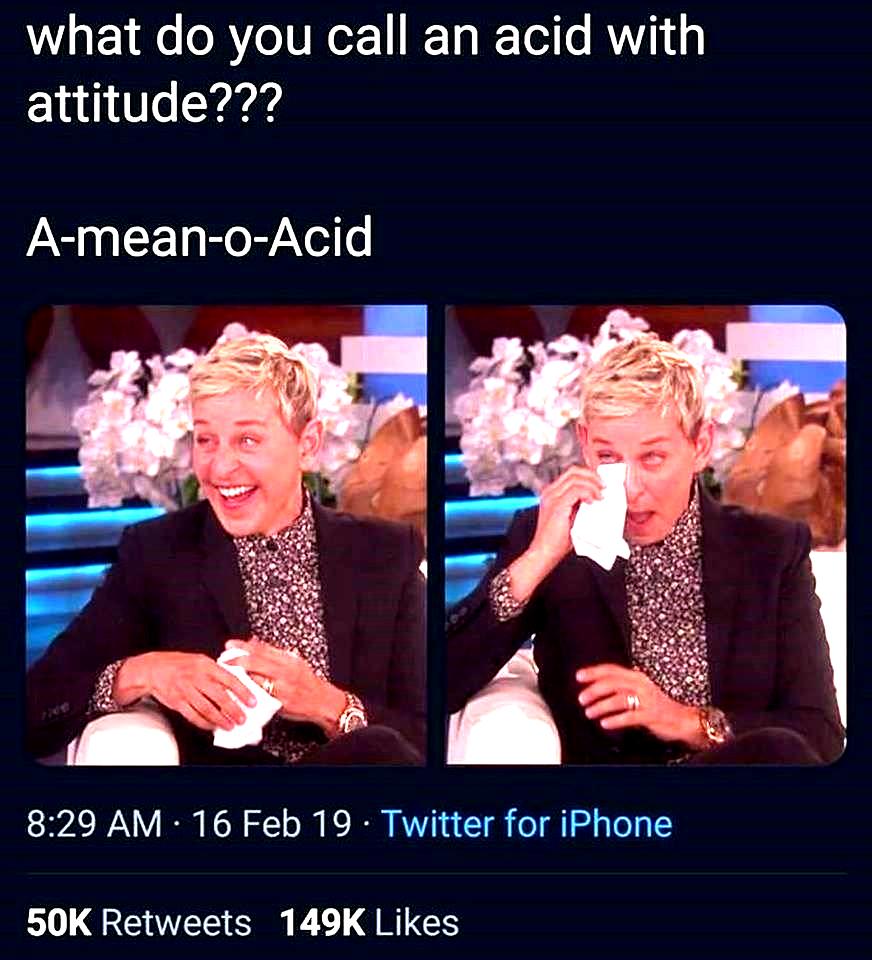 what do you call an acid with
attitude???
A-mean-o-Acid
8:29 AM · 16 Feb 19 · Twitter for iPhone
50K Retweets 149K Likes